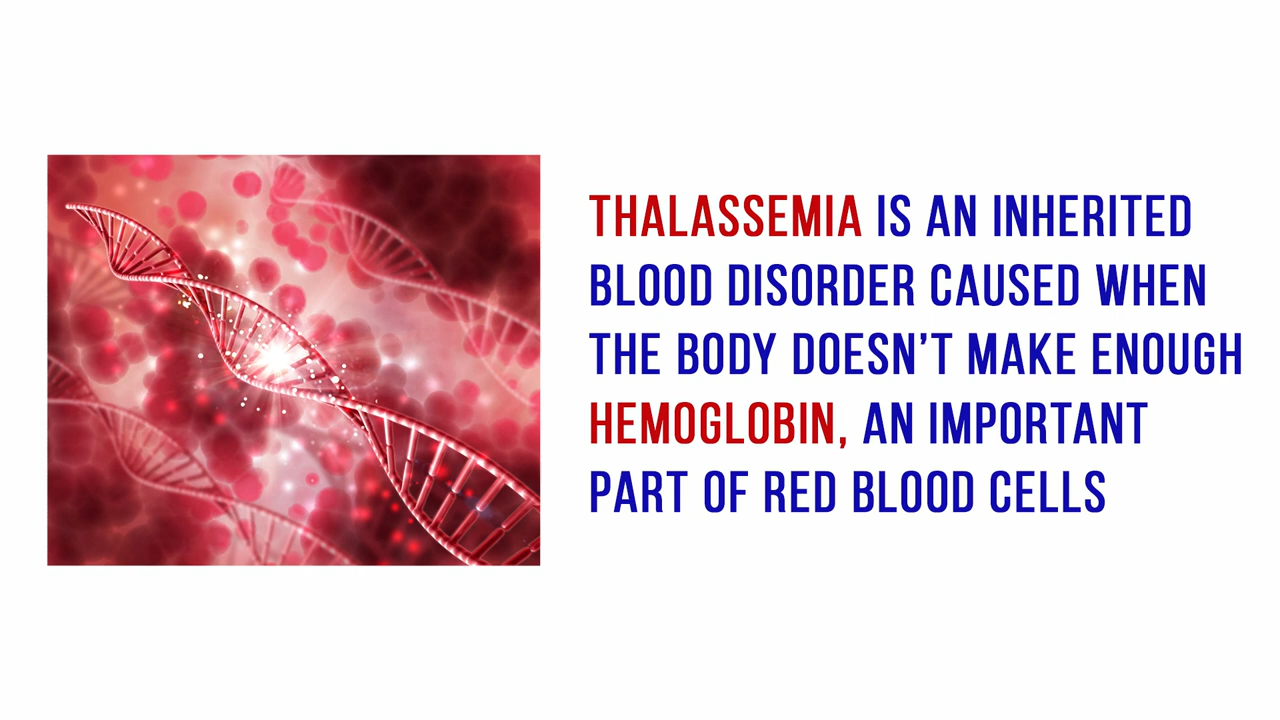 THALASSEMIA IS AN INHERITED
BLOOD DISORDER CAUSED WHEN
THE BODY DOESN’T MAKE ENOUGH
HEMOGLOBIN, AN IMPORTANT
PART OF RED BLOOD CELLS